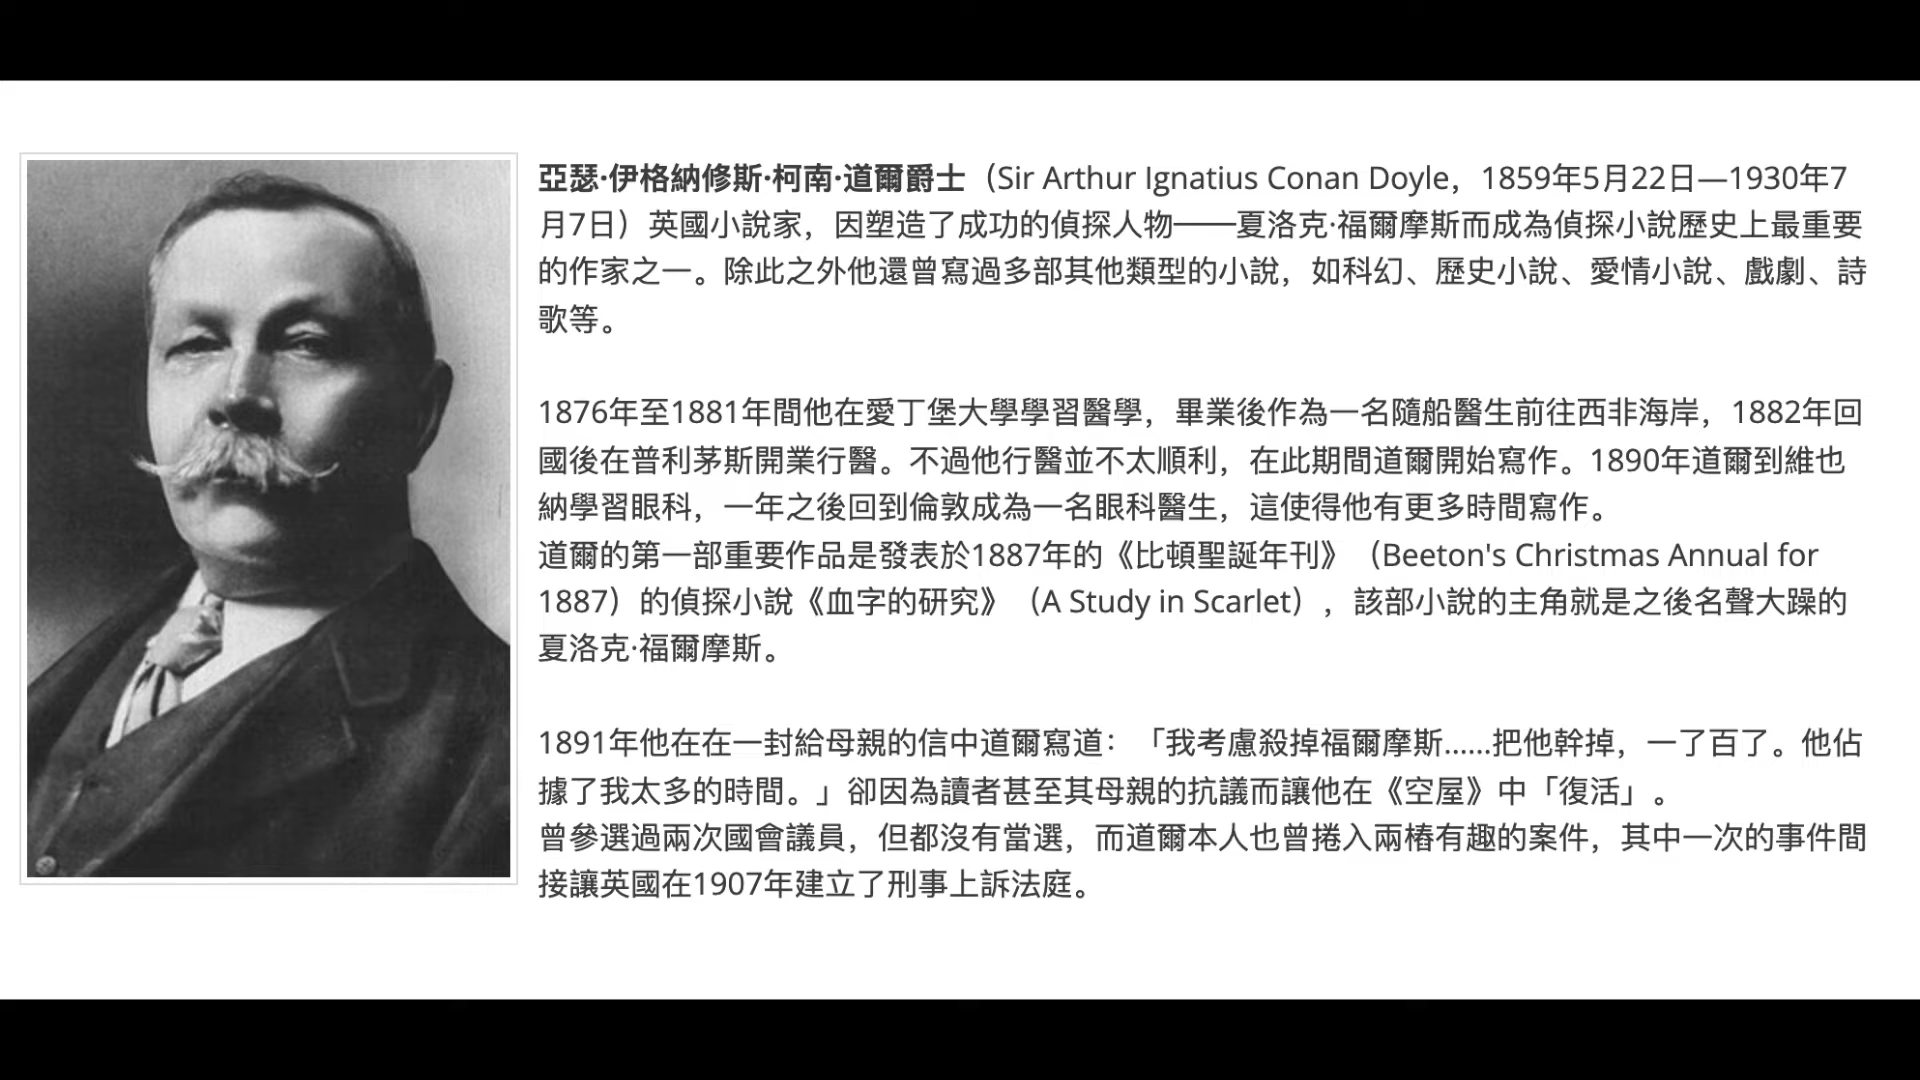 亞瑟·伊格納修斯·柯南·道爾爵士（Sir Arthur Ignatius Conan Doyle，1859年5月22日—1930年7
月7日）英國小說家，因塑造了成功的偵探人物——夏洛克·福爾摩斯而成為偵探小說歷史上最重要
的作家之一。除此之外他還曾寫過多部其他類型的小說，如科幻、歷史小說、愛情小說、戲劇、詩
歌等。
1876年至1881年間他在愛丁堡大學學習醫學，畢業後作為一名隨船醫生前往西非海岸，1882年回
國後在普利茅斯開業行醫。不過他行醫並不太順利，在此期間道爾開始寫作。1890年道爾到維也
納學習眼科，一年之後回到倫敦成為一名眼科醫生，這使得他有更多時間寫作。
道爾的第一部重要作品是發表於1887年的《比頓聖誕年刊》（Beeton's Christmas Annual for
1887）的偵探小說《血字的研究》（A Study in Scarlet），該部小說的主角就是之後名聲大躁的
夏洛克·福爾摩斯。
1891年他在在一封給母親的信中道爾寫道：「我考慮殺掉福爾摩斯……把他幹掉，一了百了。他佔
據了我太多的時間。」卻因為讀者甚至其母親的抗議而讓他在《空屋》中「復活」。
曾參選過兩次國會議員，但都沒有當選，而道爾本人也曾捲入兩樁有趣的案件，其中一次的事件間
接讓英國在1907年建立了刑事上訴法庭。